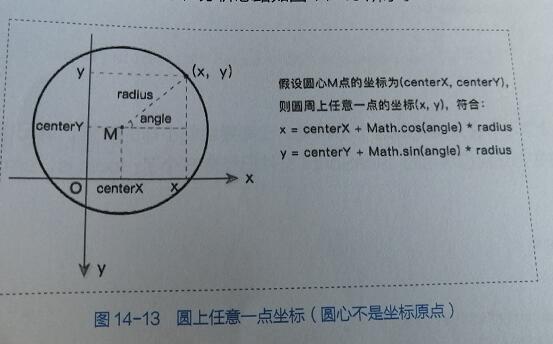 y
(x, y)
radius
angle
centerY
M
O
centerX
x
x
y
假设圆心M点的坐标为(centerX, centerY),
则圆周上任意一点的坐标(x, y), 符合:
x = centerX + Math.cos(angle) * radius
y = centerY + Math.sin(angle) * radius
图 14-13 圆上任意一点坐标（圆心不是坐标原点）